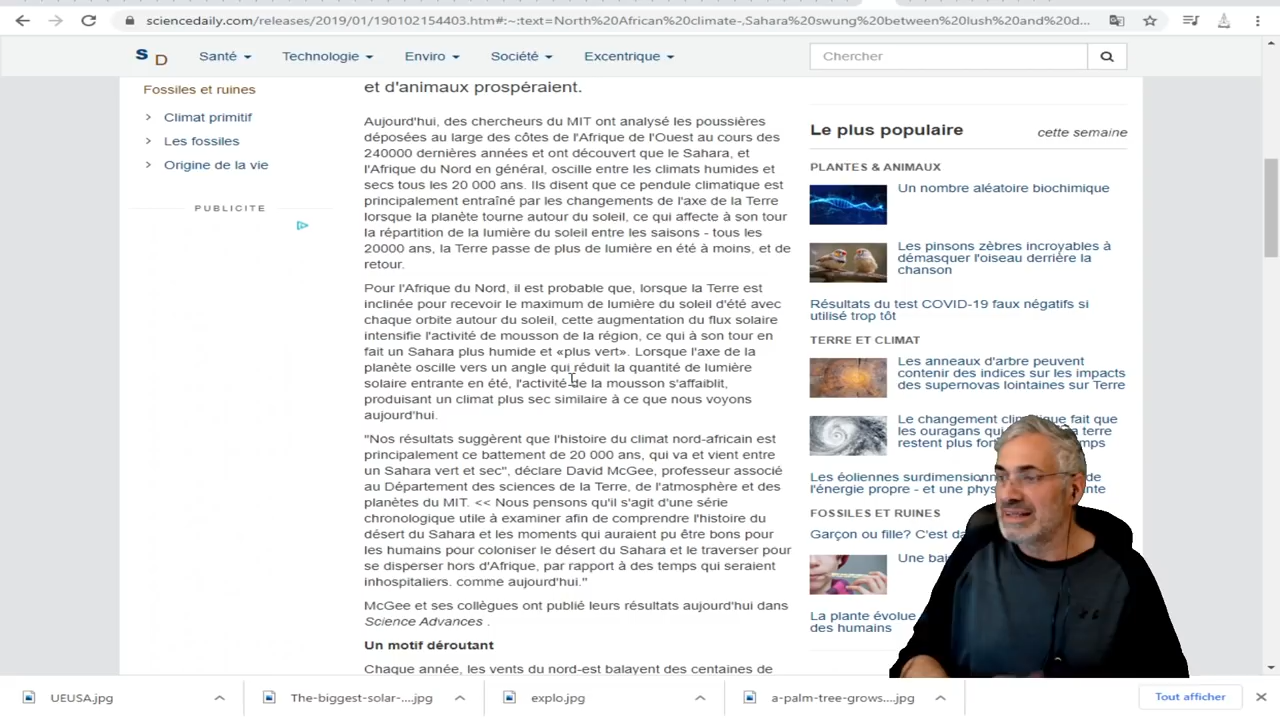 sciencedaily.com/releases/2019/01/190102154403.htm#:~:text=North%20African%20climate-,Sahara%20swung%20between%20lush%20and%20d...
S D
Santé
Technologie
Enviro
Société
Excentrique
Chercher
Fossiles et ruines
Climat primitif
Les fossiles
Origine de la vie
PUBLICITE
et d'animaux prospéraient.
Aujourd'hui, des chercheurs du MIT ont analysé les poussières
déposées au large des côtes de l'Afrique de l'Ouest au cours des
240000 dernières années et ont découvert que le Sahara, et
l'Afrique du Nord en général, oscille entre les climats humides et
secs tous les 20 000 ans. Ils disent que ce pendule climatique est
principalement entraîné par les changements de l'axe de la Terre
lorsque la planète tourne autour du soleil, ce qui affecte à son tour
la répartition de la lumière du soleil entre les saisons - tous les
20000 ans, la Terre passe de plus de lumière en été à moins, et de
retour.
Pour l'Afrique du Nord, il est probable que, lorsque la Terre est
inclinée pour recevoir le maximum de lumière du soleil d'été avec
chaque orbite autour du soleil, cette augmentation du flux solaire
intensifie l'activité de mousson de la région, ce qui à son tour en
fait un Sahara plus humide et «plus vert». Lorsque l'axe de la
planète oscille vers un angle qui réduit la quantité de lumière
solaire entrante en été, l'activité de la mousson s'affaiblit,
produisant un climat plus sec similaire à ce que nous voyons
aujourd'hui.
"Nos résultats suggèrent que l'histoire du climat nord-africain est
principalement ce battement de 20 000 ans, qui va et vient entre
un Sahara vert et sec", déclare David McGee, professeur associé
au Département des sciences de la Terre, de l'atmosphère et des
planètes du MIT. << Nous pensons qu'il s'agit d'une série
chronologique utile à examiner afin de comprendre l'histoire du
désert du Sahara et les moments qui auraient pu être bons pour
les humains pour coloniser le désert du Sahara et le traverser pour
se disperser hors d'Afrique, par rapport à des temps qui seraient
inhospitaliers. comme aujourd'hui."
McGee et ses collègues ont publié leurs résultats aujourd'hui dans
Science Advances .
Un motif déroutant
Chaque année, les vents du nord-est balayent des centaines de
Le plus populaire
cette semaine
PLANTES & ANIMAUX
Un nombre aléatoire biochimique
Les pinsons zèbres incroyables à
démasquer l'oiseau derrière la
chanson
Résultats du test COVID-19 faux négatifs si
utilisé trop tôt
TERRE ET CLIMAT
Les anneaux d'arbre peuvent
contenir des indices sur les impacts
des supernovas lointaines sur Terre
Le changement climatique fait que
les ouragans qui la terre
restent plus mps
Les éoliennes surdimension de
l'énergie propre - et une phys ante
FOSSILES ET RUINES
Garçon ou fille? C'est da
Une bai
La plante évolue
des humains
UEUSA.jpg
The-biggest-solar-....jpg
explo.jpg
a-palm-tree-grows....jpg
Tout afficher